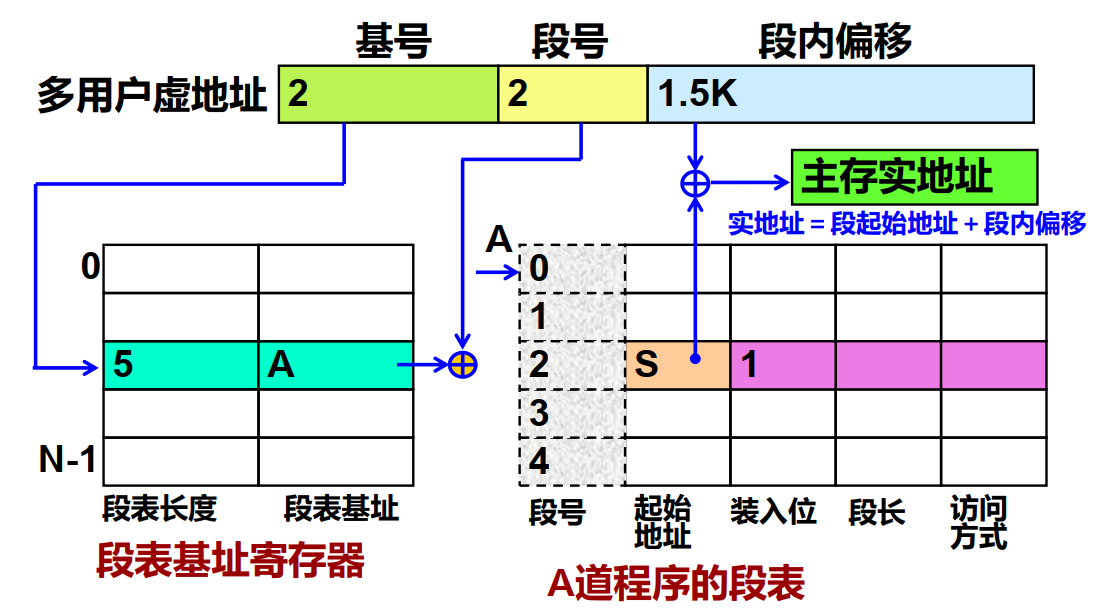 基号 段号 段内偏移
多用户虚地址 2 2 1.5K
主存实地址
实地址 = 段起始地址 + 段内偏移
A
0 0
1
5 A 2 S 1
3
N-1 4
段表长度 段表基址 段号 起始地址 装入位 段长 访问方式
段表基址寄存器
A道程序的段表